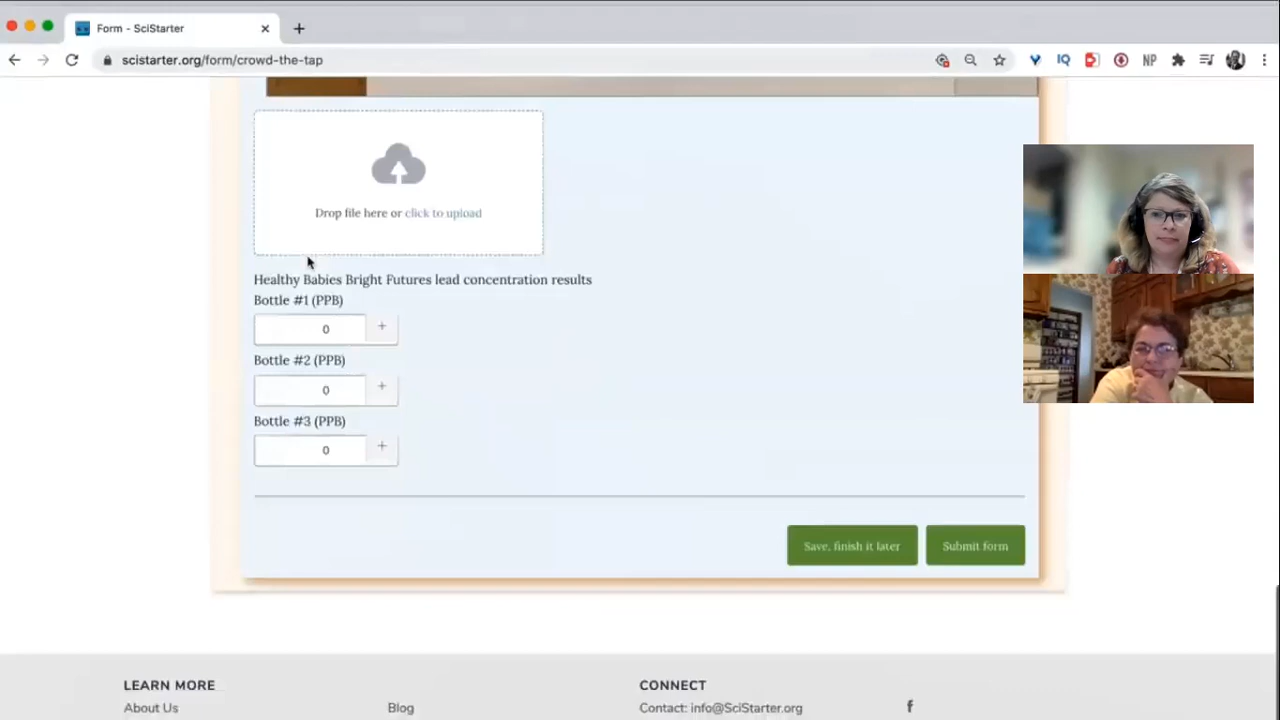 Form - SciStarter
scistarter.org/form/crowd-the-tap
IQ
NP
Drop file here or click to upload
Healthy Babies Bright Futures lead concentration results
Bottle #1 (PPB)
0 +
Bottle #2 (PPB)
0 +
Bottle #3 (PPB)
0 +
Save, finish it later Submit form
LEARN MORE CONNECT
About Us Blog Contact: info@SciStarter.org f